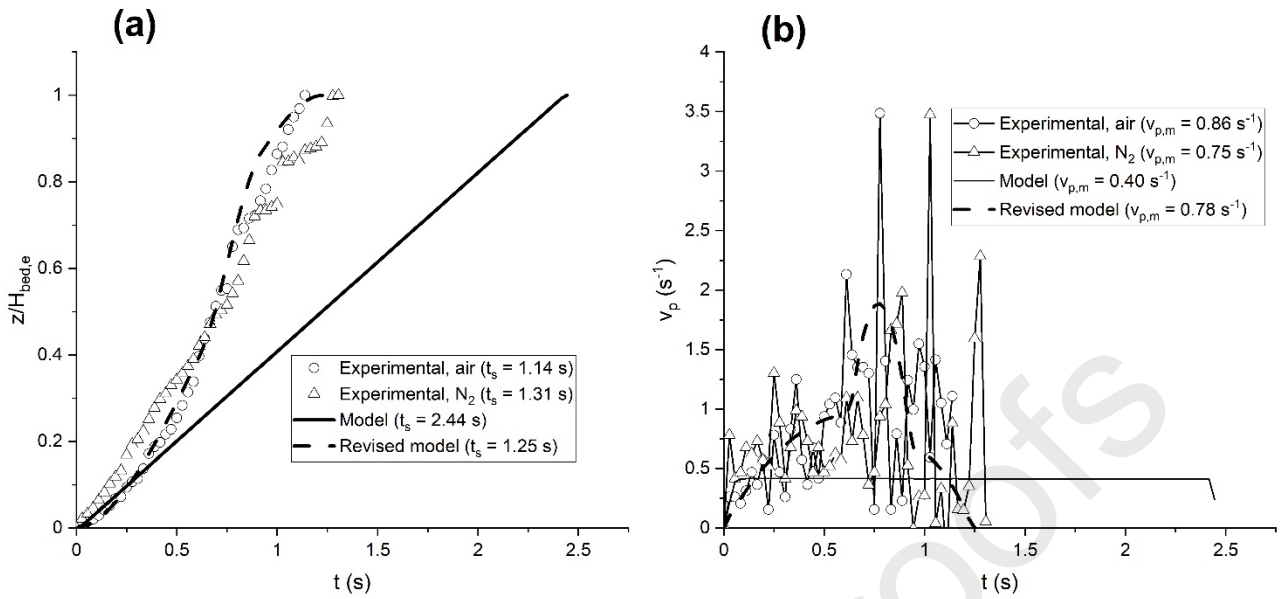 (a)
1
0.8
0.6
0.4
0.2
0
z/H_bed,e
0 0.5 1 1.5 2 2.5
t (s)
Experimental, air (t_s = 1.14 s)
Experimental, N_2 (t_s = 1.31 s)
Model (t_s = 2.44 s)
Revised model (t_s = 1.25 s)
(b)
4
3.5
3
2.5
2
1.5
1
0.5
0
v_p (s^-1)
0 0.5 1 1.5 2 2.5
t (s)
Experimental, air (v_p,m = 0.86 s^-1)
Experimental, N_2 (v_p,m = 0.75 s^-1)
Model (v_p,m = 0.40 s^-1)
Revised model (v_p,m = 0.78 s^-1)